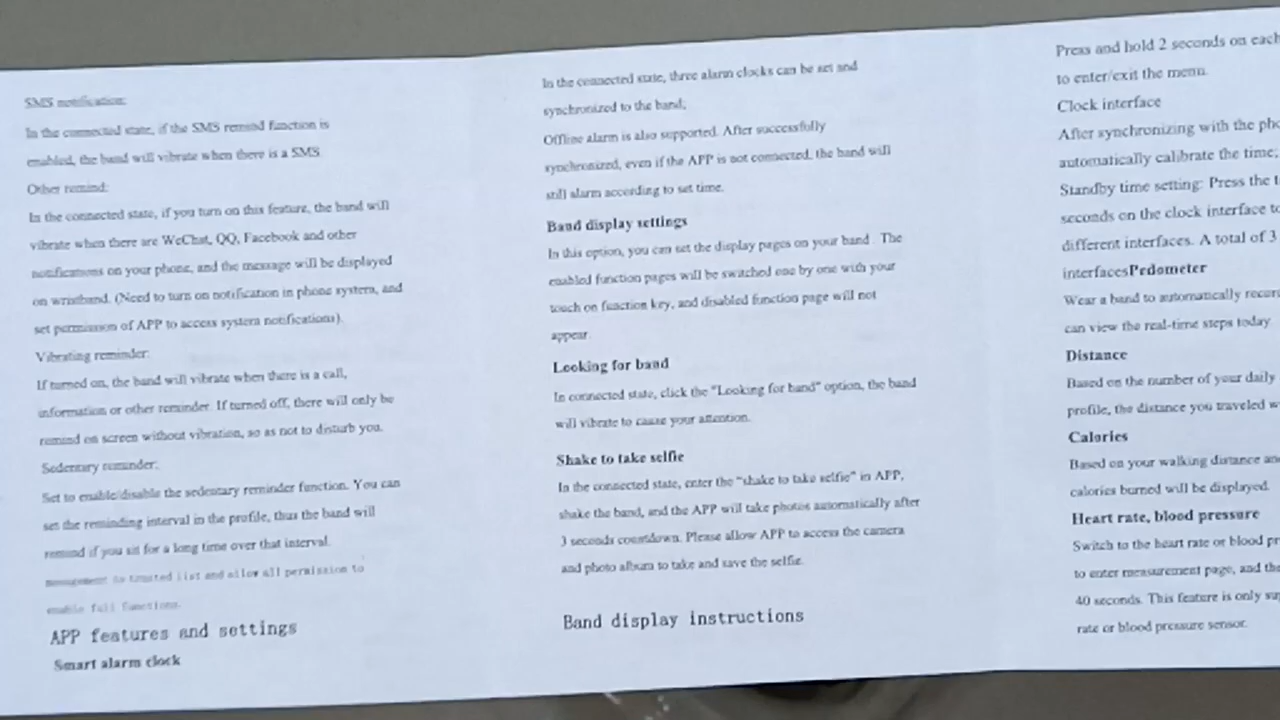 SMS notification:
In the connected state, if the SMS remind function is
enabled, the band will vibrate when there is a SMS
Other remind:
In the connected state, if you turn on this feature, the band will
vibrate when there are WeChat, QQ, Facebook and other
notifications on your phone, and the message will be displayed
on wristband. (Need to turn on notification in phone system, and
set permission of APP to access system notifications).
Vibrating reminder:
If turned on, the band will vibrate when there is a call,
information or other reminder. If turned off, there will only be
remind on screen without vibration, so as not to disturb you.
Sedentary reminder:
Set to enable/disable the sedentary reminder function. You can
set the reminding interval in the profile, thus the band will
remind if you sit for a long time over that interval.
management to trusted list and allow all permission to
enable full functions.
APP features and settings
Smart alarm clock
In the connected state, three alarm clocks can be set and
synchronized to the band;
Offline alarm is also supported. After successfully
synchronized, even if the APP is not connected, the band will
still alarm according to set time.
Band display settings
In this option, you can set the display pages on your band. The
enabled function pages will be switched one by one with your
touch on function key, and disabled function page will not
appear.
Looking for band
In connected state, click the "Looking for band" option, the band
will vibrate to cause your attention.
Shake to take selfie
In the connected state, enter the "shake to take selfie" in APP,
shake the band, and the APP will take photos automatically after
3 seconds countdown. Please allow APP to access the camera
and photo album to take and save the selfie.
Band display instructions
Press and hold 2 seconds on each
to enter/exit the menu.
Clock interface
After synchronizing with the pho
automatically calibrate the time;
Standby time setting: Press the t
seconds on the clock interface to
different interfaces. A total of 3
interfacesPedometer
Wear a band to automatically recor
can view the real-time steps today
Distance
Based on the number of your daily
profile, the distance you traveled w
Calories
Based on your walking distance an
calories burned will be displayed.
Heart rate, blood pressure
Switch to the heart rate or blood pr
to enter measurement page, and the
40 seconds. This feature is only sup
rate or blood pressure sensor.